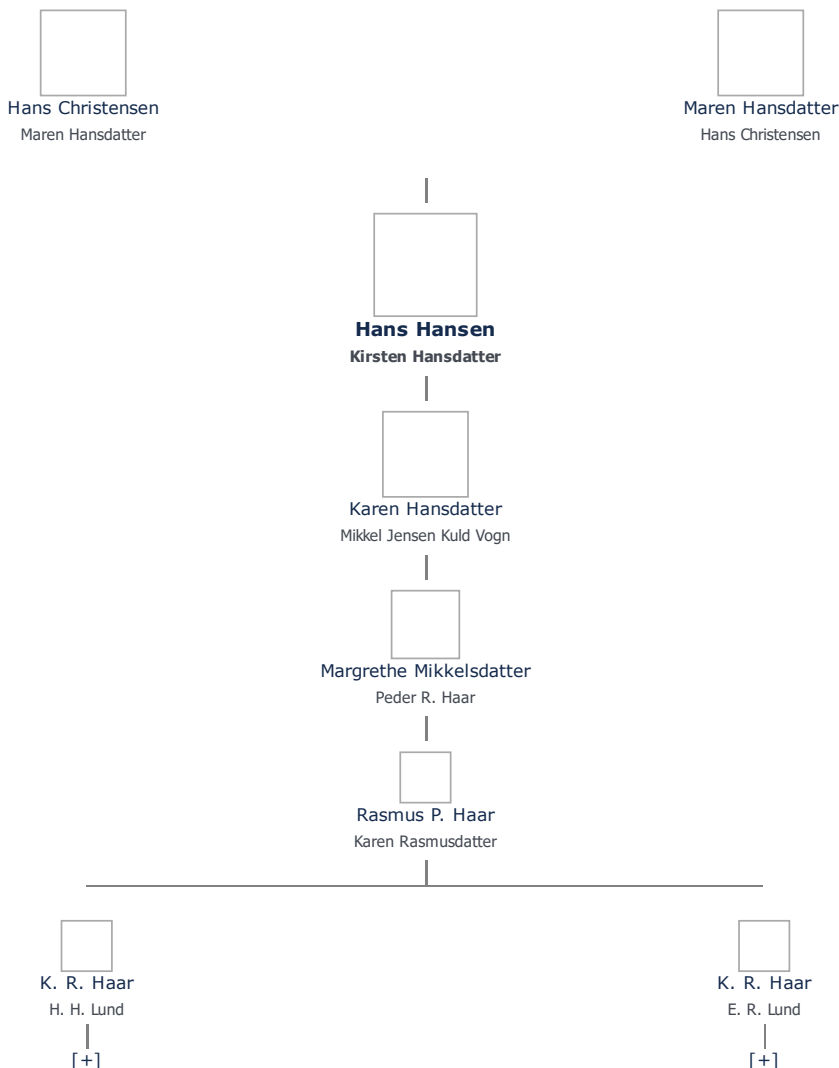 Hans Christensen
Maren Hansdatter
Maren Hansdatter
Hans Christensen
Hans Hansen
Kirsten Hansdatter
Karen Hansdatter
Mikkel Jensen Kuld Vogn
Margrethe Mikkelsdatter
Peder R. Haar
Rasmus P. Haar
Karen Rasmusdatter
K. R. Haar
H. H. Lund
[+]
K. R. Haar
E. R. Lund
[+]